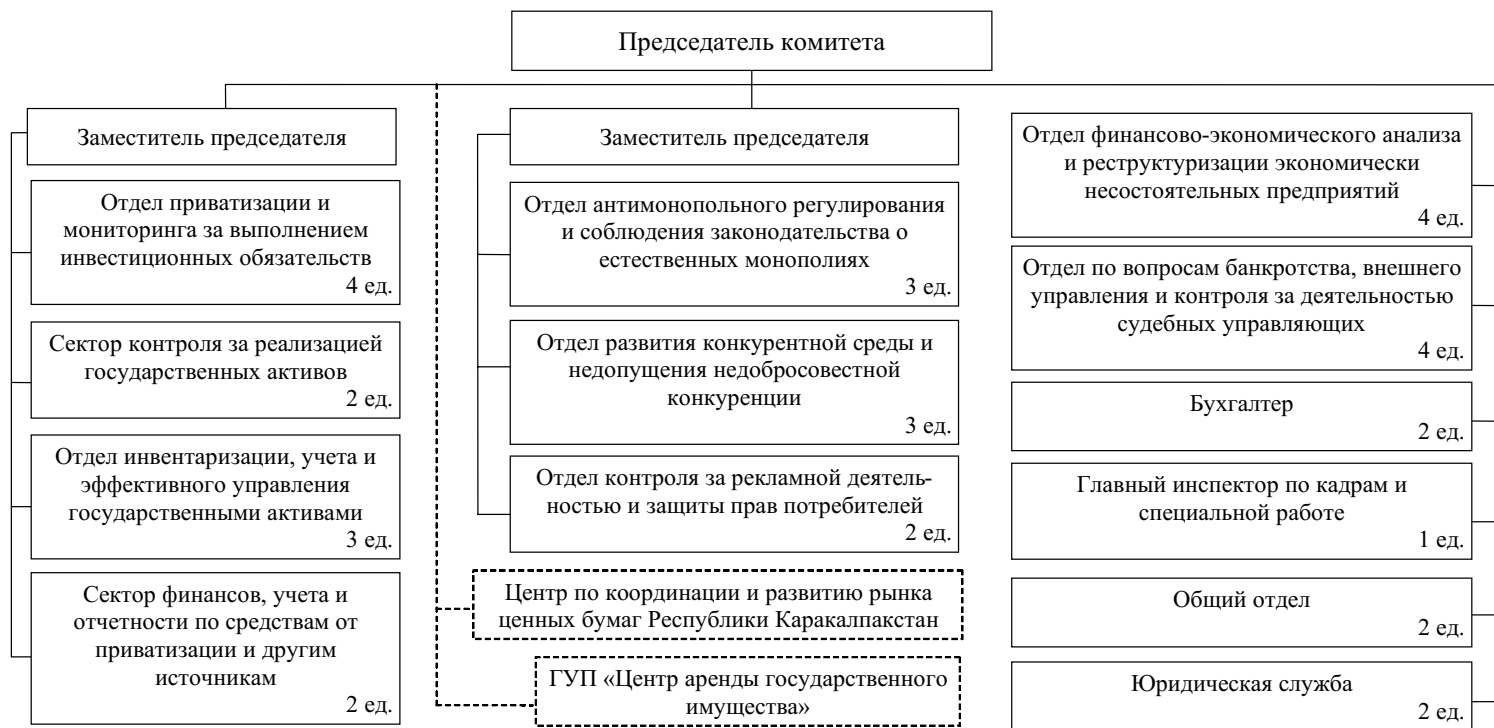 Председатель комитета
Заместитель председателя
Отдел приватизации и
мониторинга за выполнением
инвестиционных обязательств
4 ед.
Сектор контроля за реализацией
государственных активов
2 ед.
Отдел инвентаризации, учета и
эффективного управления
государственными активами
3 ед.
Сектор финансов, учета и
отчетности по средствам от
приватизации и другим
источникам
2 ед.
Заместитель председателя
Отдел антимонопольного регулирования
и соблюдения законодательства о
естественных монополиях
3 ед.
Отдел развития конкурентной среды и
недопущения недобросовестной
конкуренции
3 ед.
Отдел контроля за рекламной деятель-
ностью и защиты прав потребителей
2 ед.
Центр по координации и развитию рынка
ценных бумаг Республики Каракалпакстан
ГУП «Центр аренды государственного
имущества»
Отдел финансово-экономического анализа
и реструктуризации экономически
несостоятельных предприятий
4 ед.
Отдел по вопросам банкротства, внешнего
управления и контроля за деятельностью
судебных управляющих
4 ед.
Бухгалтер
2 ед.
Главный инспектор по кадрам и
специальной работе
1 ед.
Общий отдел
2 ед.
Юридическая служба
2 ед.